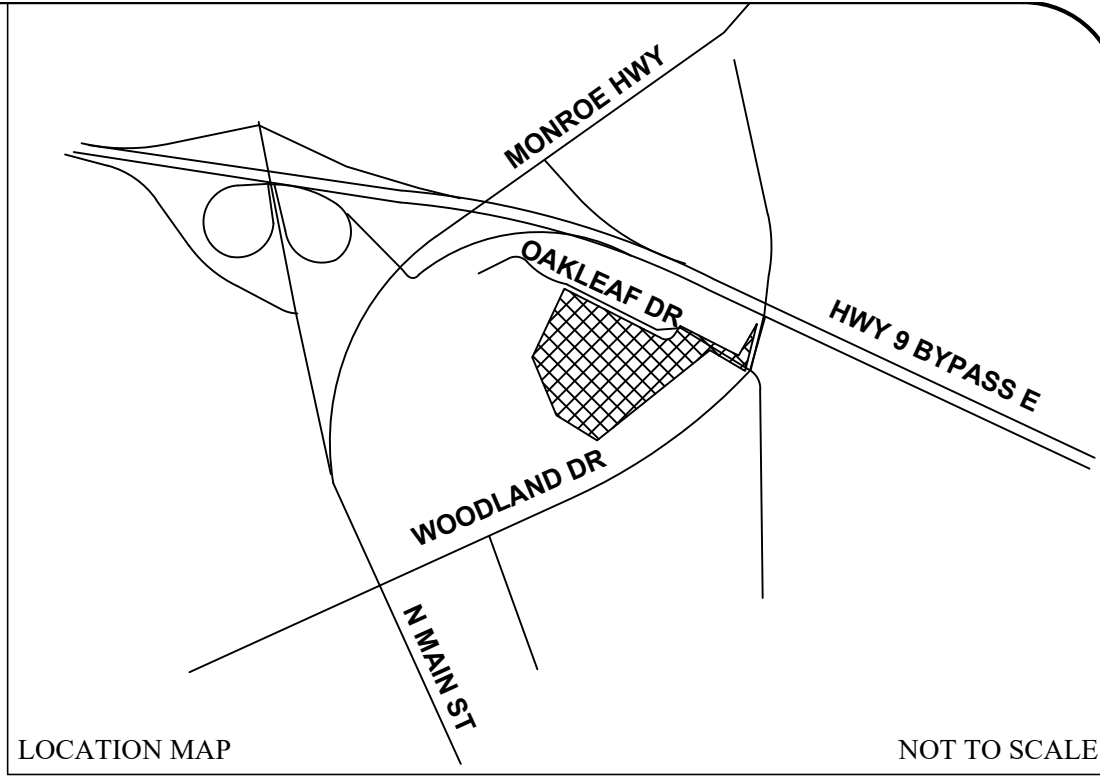 MONROE HWY
OAKLEAF DR
HWY 9 BYPASS E
WOODLAND DR
N MAIN ST
LOCATION MAP
NOT TO SCALE